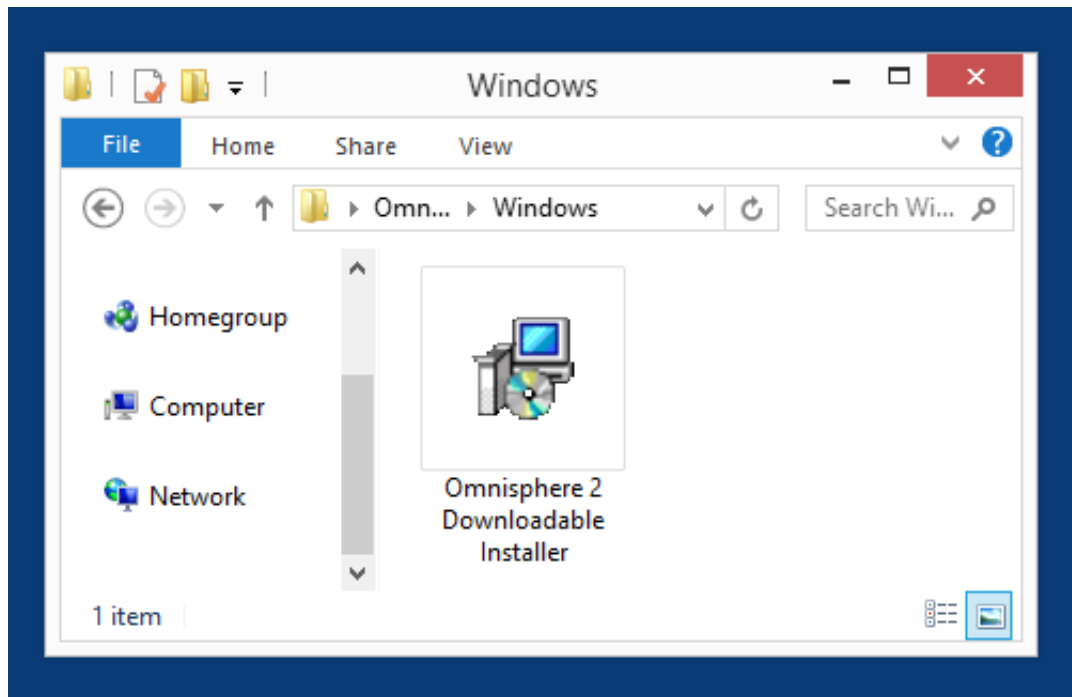 Windows
File Home Share View
Omn... Windows Search Wi...
Homegroup
Computer
Network
Omnisphere 2
Downloadable
Installer
1 item